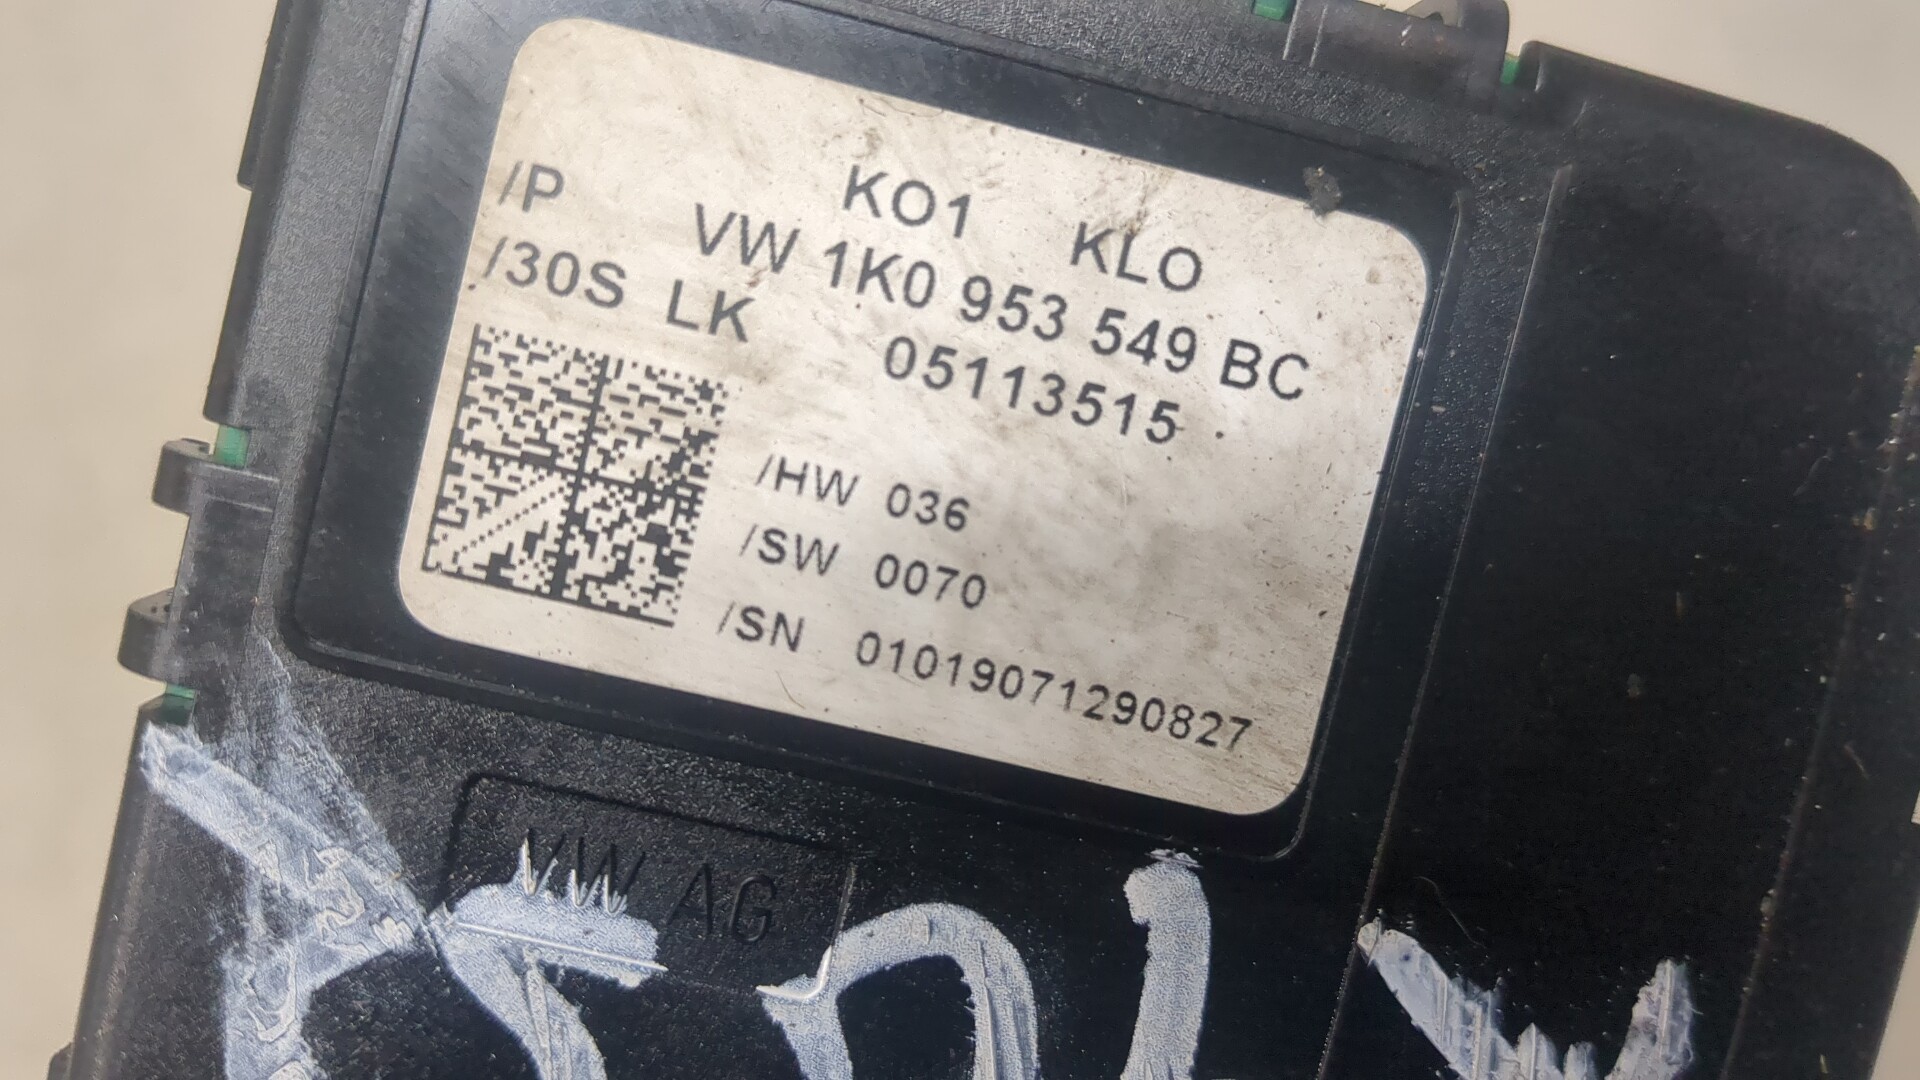 KO1 KLO
/P VW 1K0 953 549 BC
/30S LK 05113515
/HW 036
/SW 0070
/SN 01019071290827
VW AG